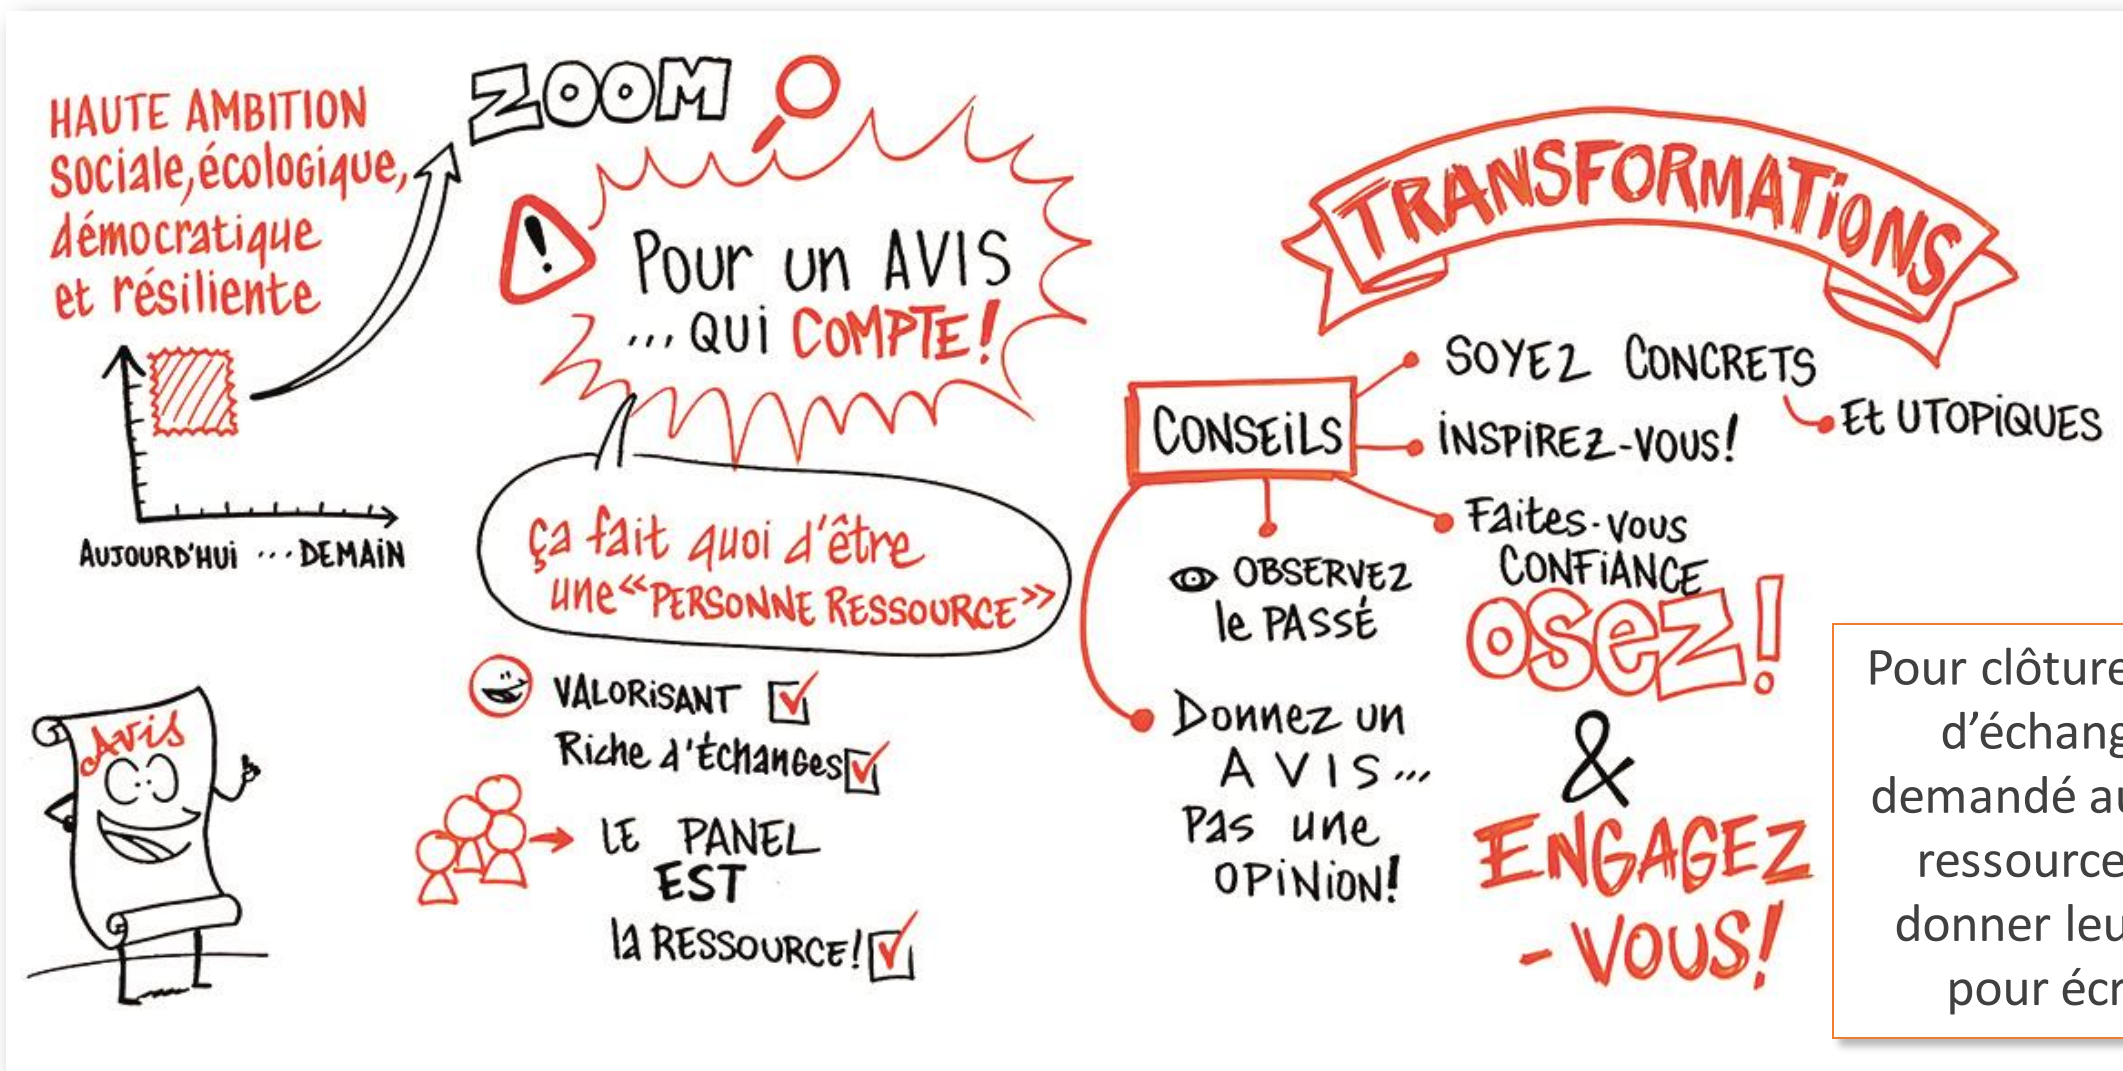 HAUTE AMBITION
sociale, écologique,
démocratique
et résiliente
AUJOURD'HUI ... DEMAIN
ZOOM
!
Pour un AVIS
... QUI COMPTE!
ça fait quoi d'être
une « PERSONNE RESSOURCE »
VALORISANT
Riche d'échanges
LE PANEL
EST
la RESSOURCE!
Avis
TRANSFORMATIONS
CONSEILS
SOYEZ CONCRETS
Et UTOPIQUES
INSPIREZ-VOUS!
Faites-vous
CONFIANCE
OSEZ!
&
ENGAGEZ
-VOUS!
OBSERVEZ
le PASSÉ
Donnez un
AVIS...
Pas une
OPINION!
Pour clôture
d'échang
demandé au
ressource
donner leu
pour écr